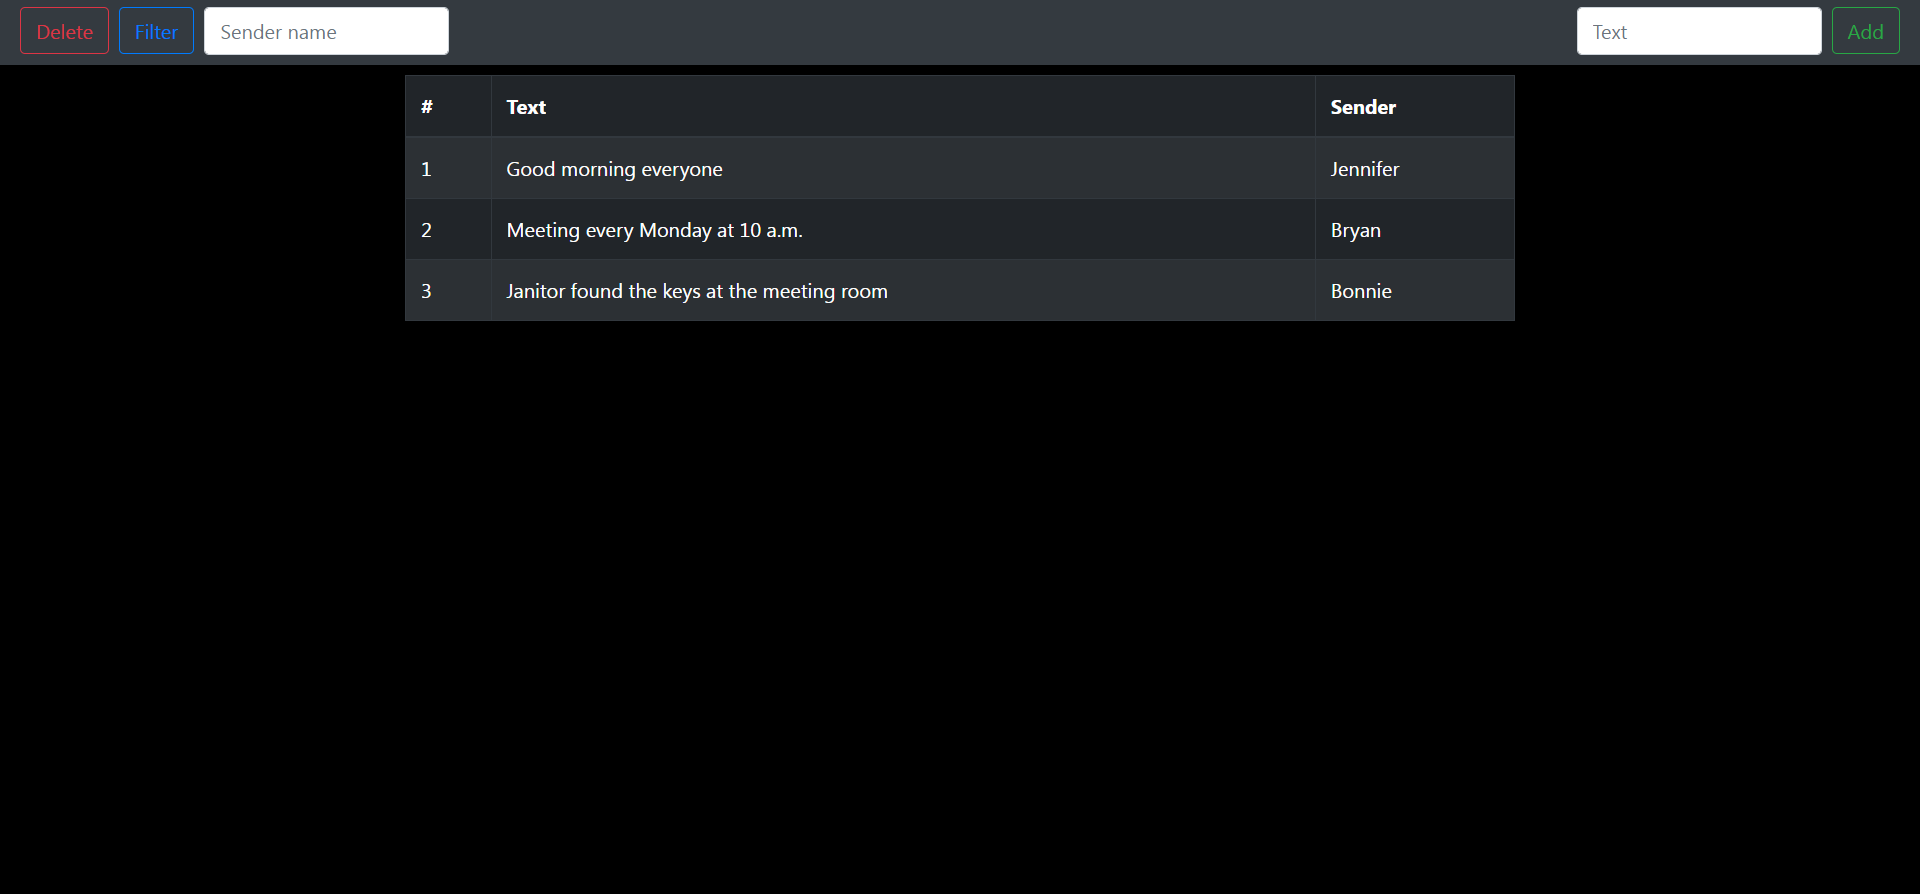 Delete Filter Sender name Text Add
# Text Sender
1 Good morning everyone Jennifer
2 Meeting every Monday at 10 a.m. Bryan
3 Janitor found the keys at the meeting room Bonnie